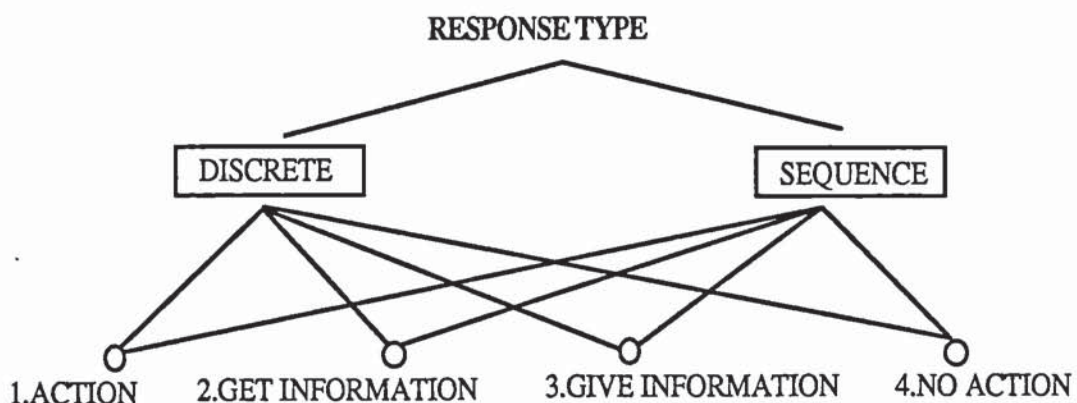 RESPONSE TYPE
DISCRETE
SEQUENCE
1.ACTION
2.GET INFORMATION
3.GIVE INFORMATION
4.NO ACTION